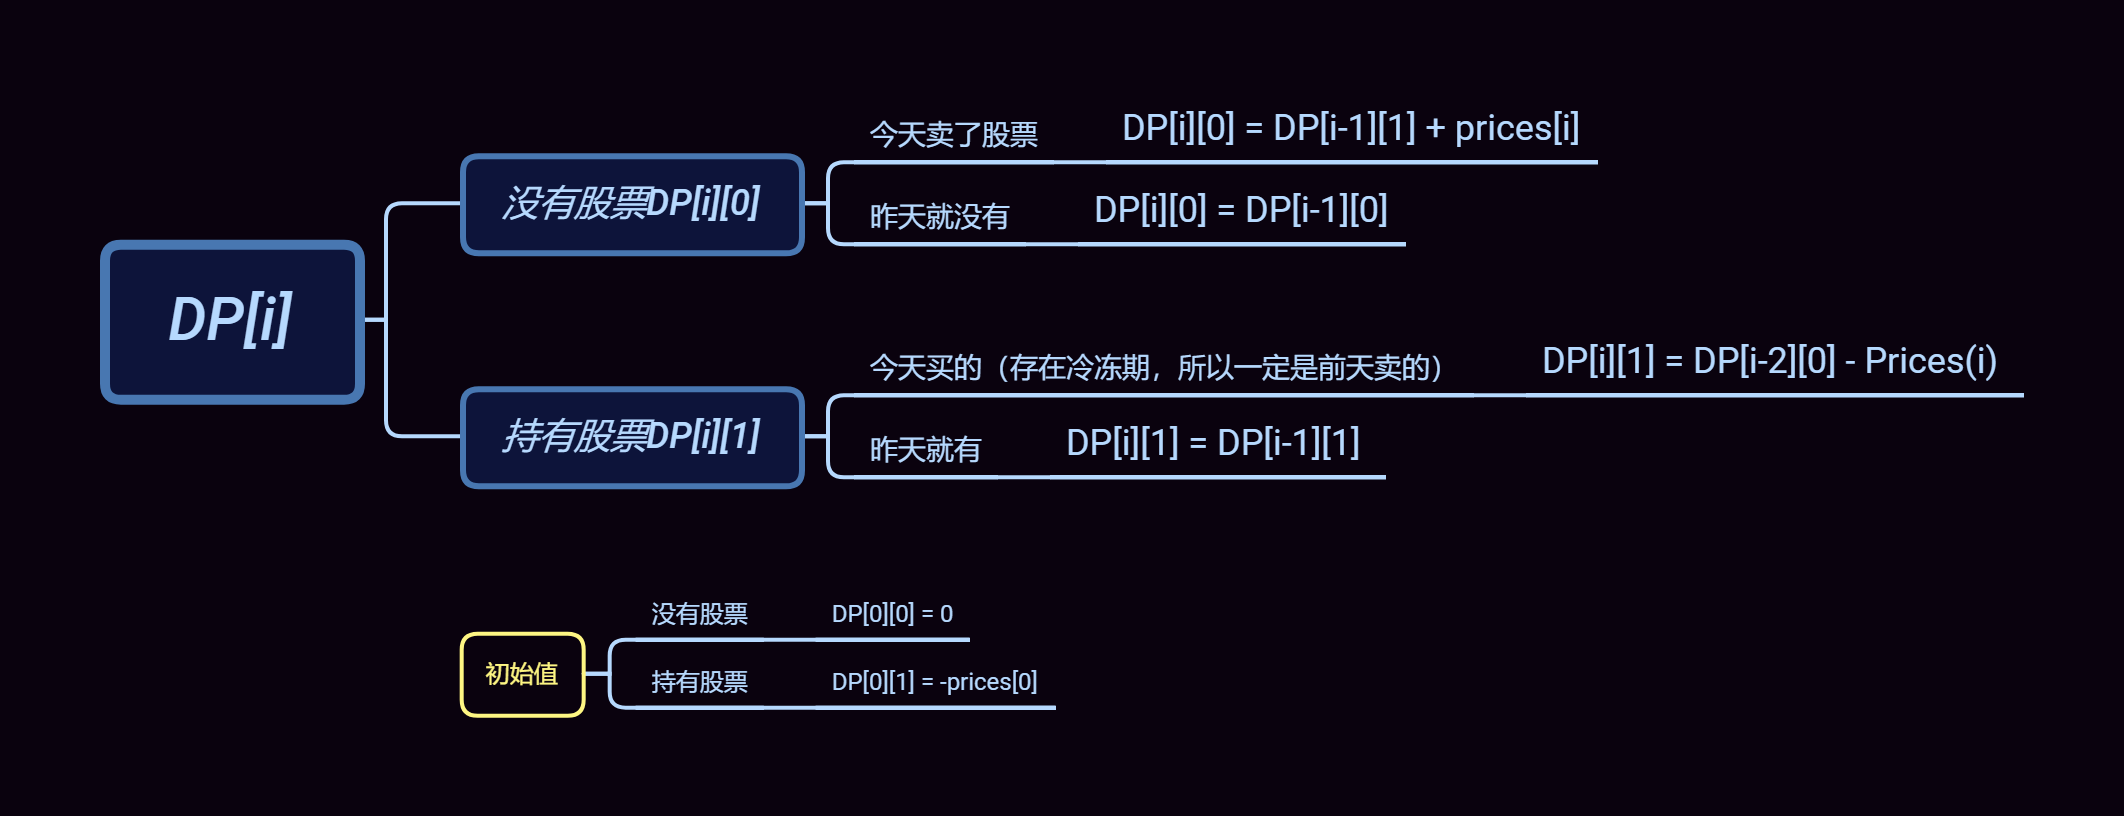 DP[i]
没有股票DP[i][0]
今天卖了股票 DP[i][0] = DP[i-1][1] + prices[i]
昨天就没有 DP[i][0] = DP[i-1][0]
持有股票DP[i][1]
今天买的（存在冷冻期，所以一定是前天卖的） DP[i][1] = DP[i-2][0] - Prices(i)
昨天就有 DP[i][1] = DP[i-1][1]
初始值
没有股票 DP[0][0] = 0
持有股票 DP[0][1] = -prices[0]